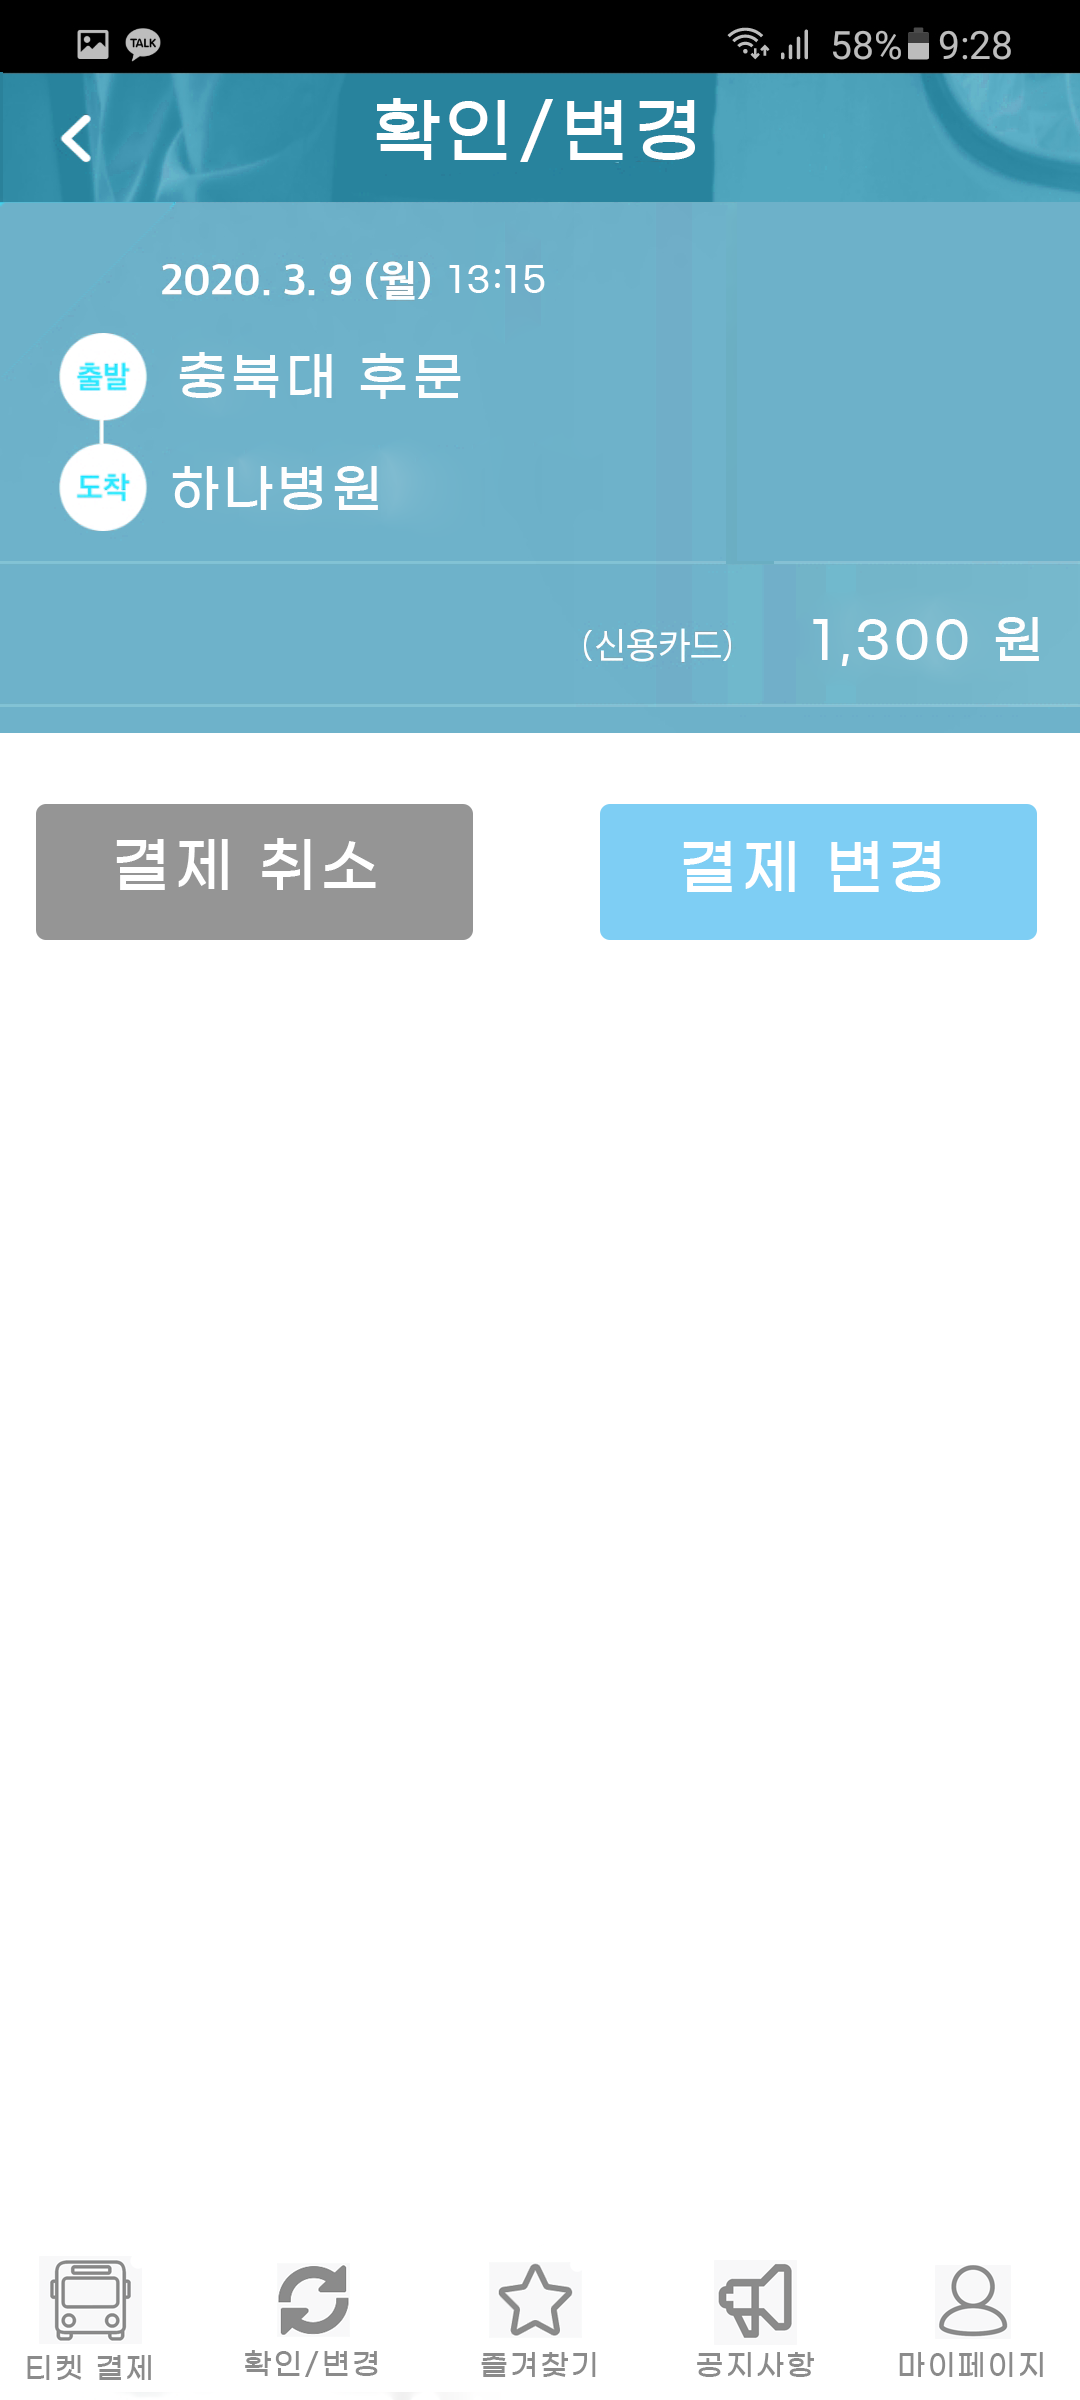 TALK 58% 9:28
확인/변경
2020. 3. 9 (월) 13:15
출발 충북대 후문
도착 하나병원
(신용카드) 1,300 원
결제 취소 결제 변경
티켓 결제 확인/변경 즐겨찾기 공지사항 마이페이지